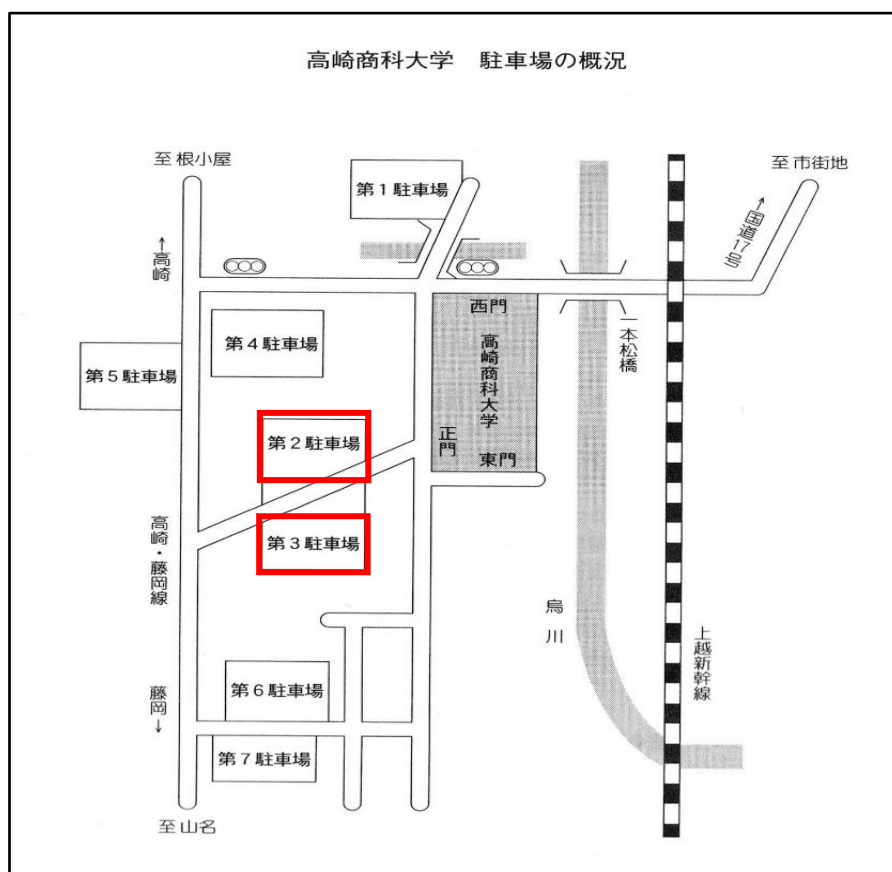 高崎商科大学　駐車場の概況
至 根小屋
第１駐車場
至 市街地
←国道17号
←高崎
西門
第４駐車場
高崎商科大学
一本松橋
第５駐車場
第２駐車場
正門
東門
高崎・藤岡線
第３駐車場
烏川
上越新幹線
第６駐車場
藤岡→
第７駐車場
至 山名